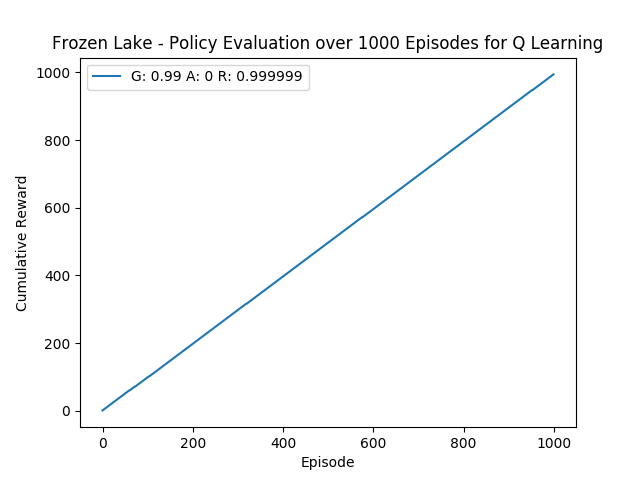 Frozen Lake - Policy Evaluation over 1000 Episodes for Q Learning
G: 0.99 A: 0 R: 0.999999
1000
800
600
400
200
0
Cumulative Reward
0 200 400 600 800 1000
Episode